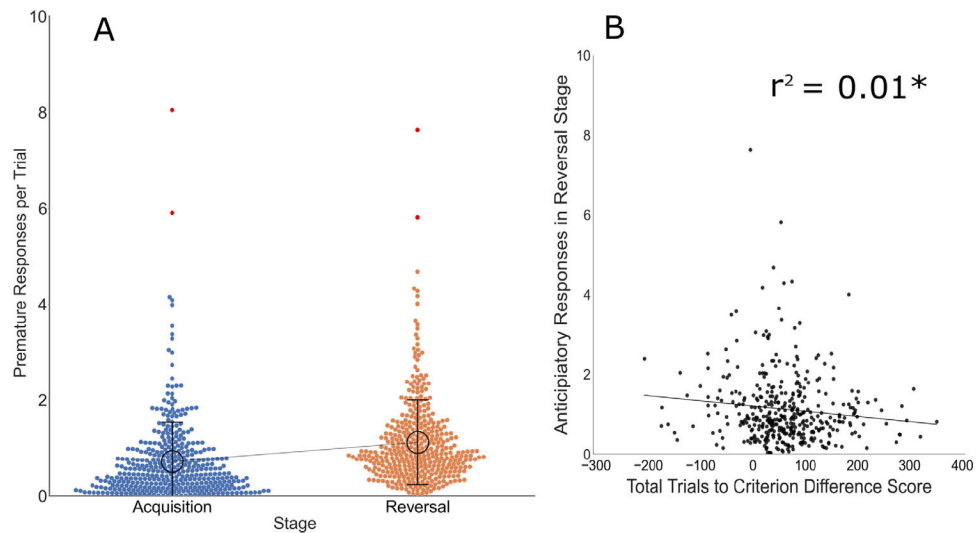 A
Premature Responses per Trial
10
8
6
4
2
0
Acquisition
Reversal
Stage
B
r² = 0.01*
Anticipiatory Responses in Reversal Stage
10
8
6
4
2
0
−300 −200 −100 0 100 200 300 400
Total Trials to Criterion Difference Score